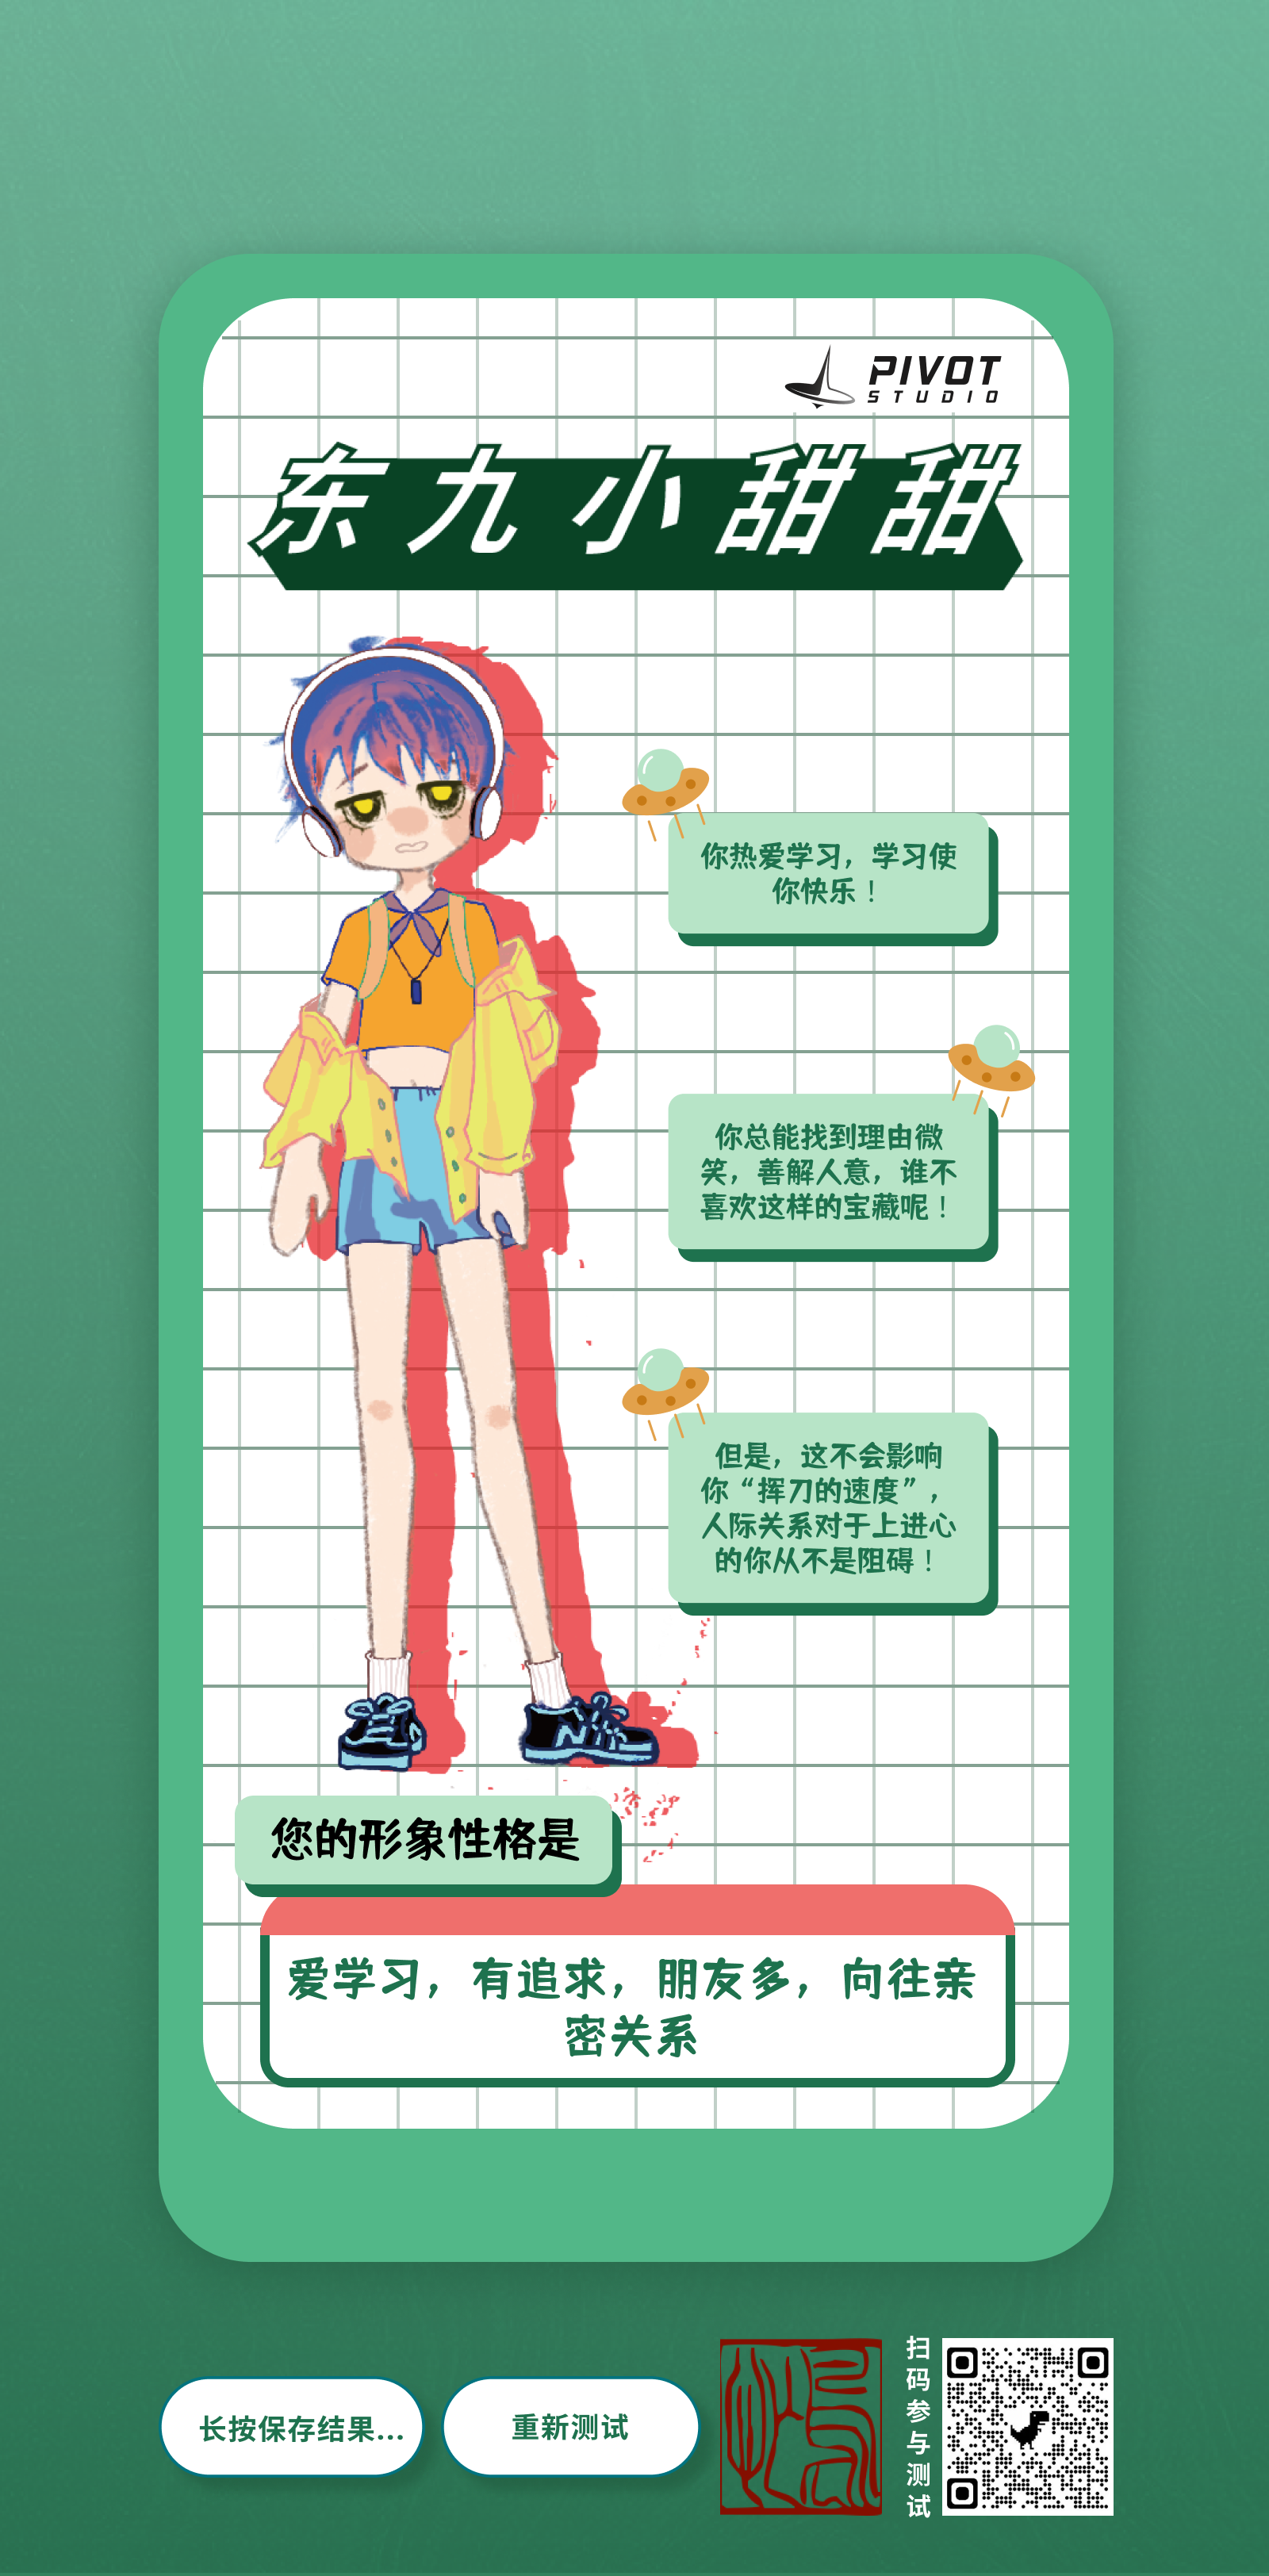 PIVOT
STUDIO
东九小甜甜
你热爱学习，学习使
你快乐！
你总能找到理由微
笑，善解人意，谁不
喜欢这样的宝藏呢！
但是，这不会影响
你“挥刀的速度”，
人际关系对于上进心
的你从不是阻碍！
您的形象性格是
爱学习，有追求，朋友多，向往亲
密关系
长按保存结果...
重新测试
扫码参与测试